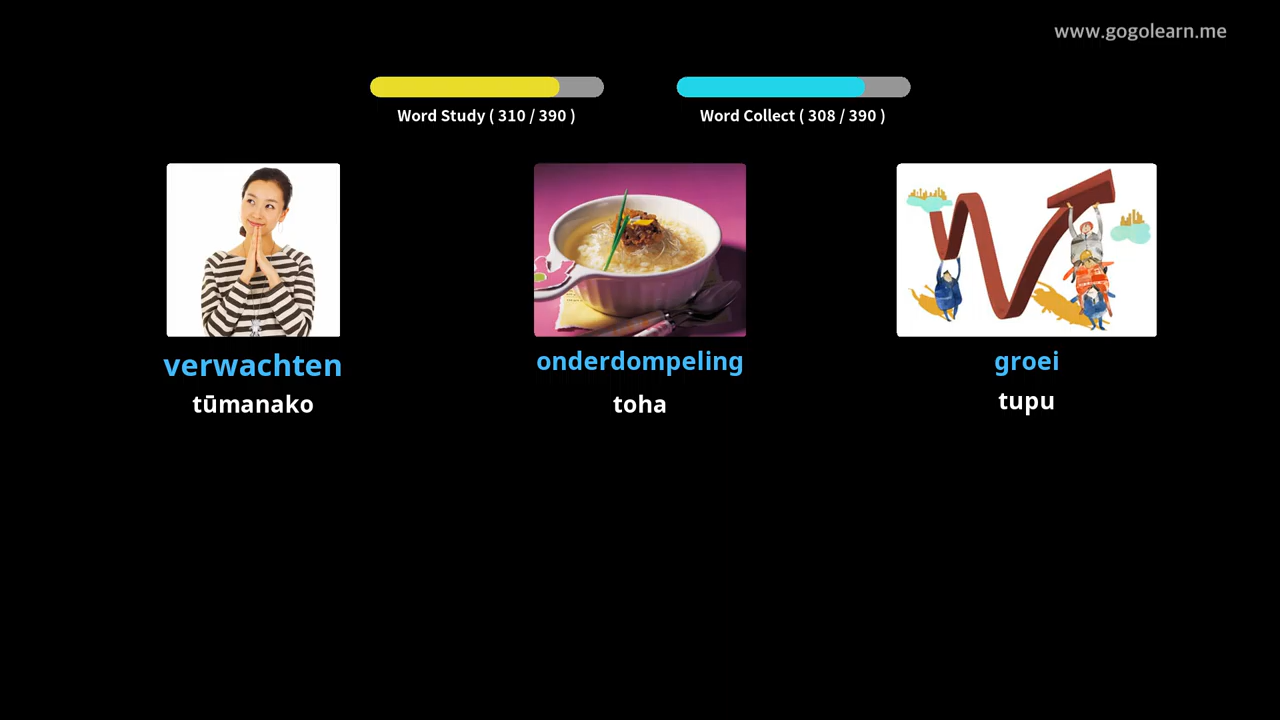 www.gogolearn.me
Word Study ( 310 / 390 )
Word Collect ( 308 / 390 )
verwachten
tūmanako
onderdompeling
toha
groei
tupu